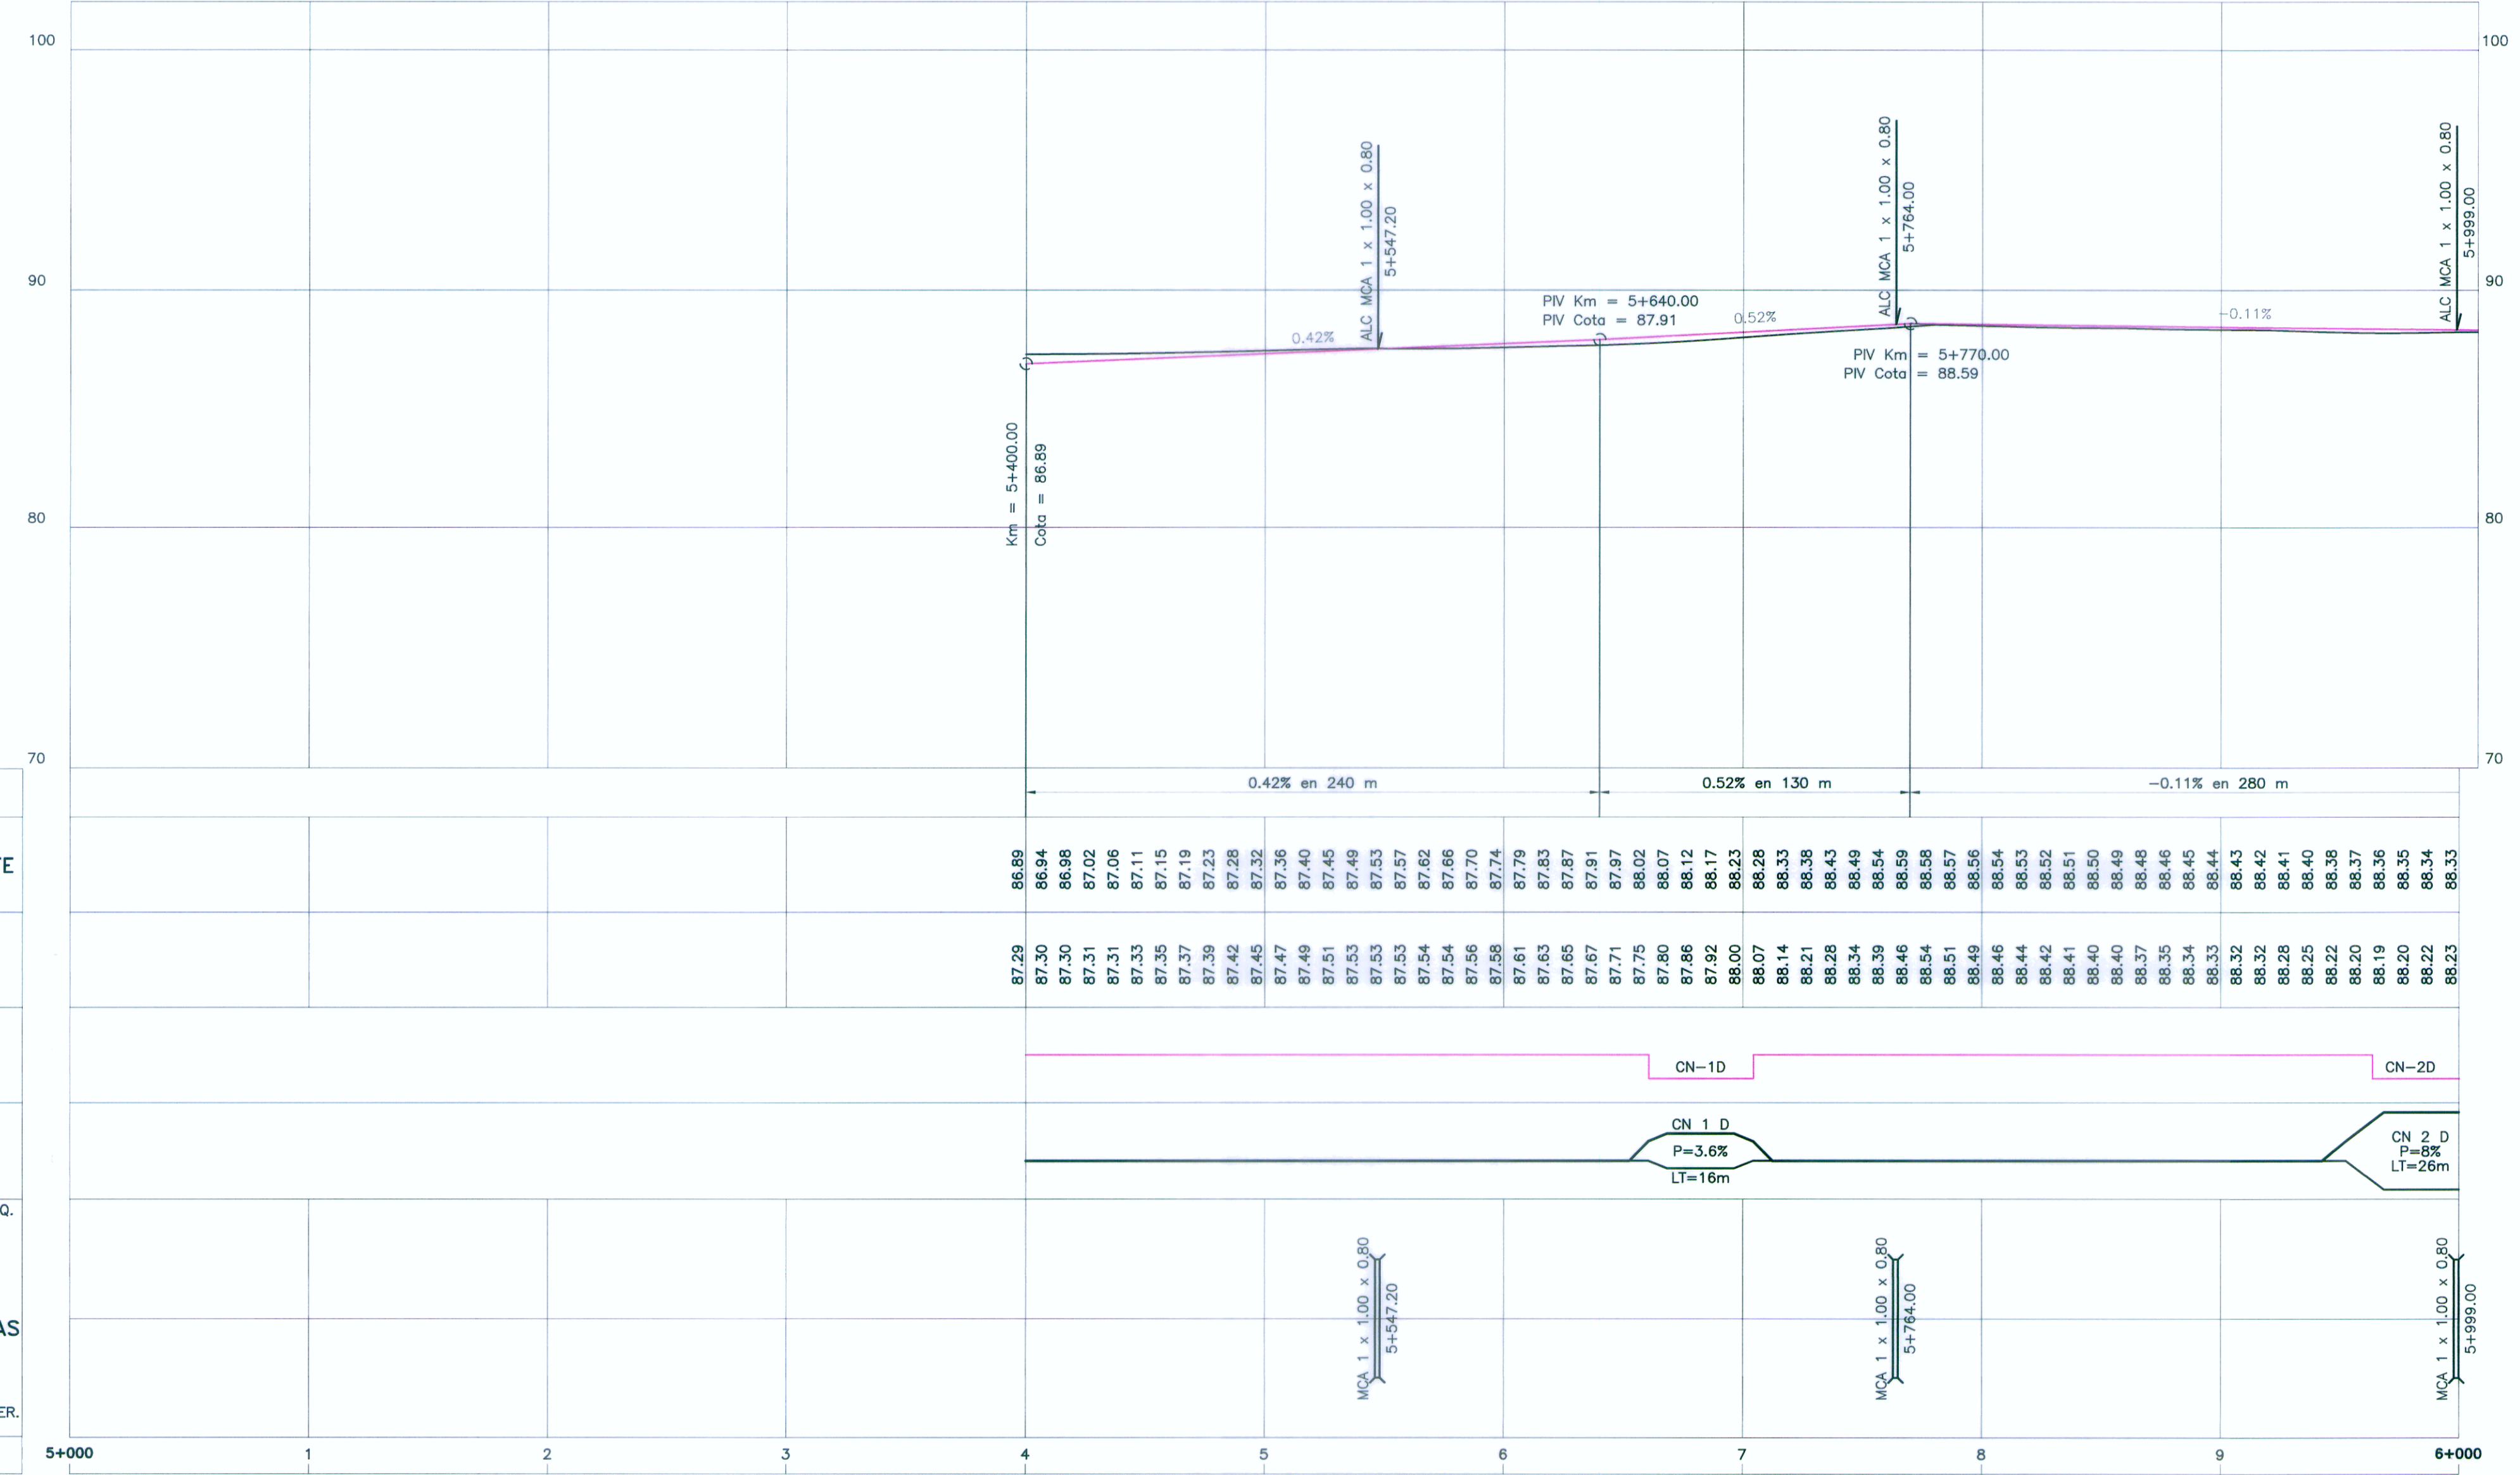 100
100
90
90
80
80
70
70
ALC MCA 1 x 1.00 x 0.80
5+547.20
ALC MCA 1 x 1.00 x 0.80
5+764.00
ALC MCA 1 x 1.00 x 0.80
5+999.00
0.42%
PIV Km = 5+640.00
PIV Cota = 87.91
0.52%
-0.11%
PIV Km = 5+770.00
PIV Cota = 88.59
Km = 5+400.00
Cota = 86.89
0.42% en 240 m
0.52% en 130 m
-0.11% en 280 m
86.89 86.94 86.98 87.02 87.06 87.11 87.15 87.19 87.23 87.28 87.32 87.36 87.40 87.45 87.49 87.53 87.57 87.62 87.66 87.70 87.74 87.79 87.83 87.87 87.91 87.97 88.02 88.07 88.12 88.17 88.23 88.28 88.33 88.38 88.43 88.49 88.54 88.59 88.58 88.57 88.56 88.54 88.53 88.52 88.51 88.50 88.49 88.48 88.46 88.45 88.44 88.43 88.42 88.41 88.40 88.38 88.37 88.36 88.35 88.34 88.33
87.29 87.30 87.30 87.31 87.31 87.33 87.35 87.37 87.39 87.42 87.45 87.47 87.49 87.51 87.53 87.53 87.53 87.54 87.54 87.56 87.58 87.61 87.63 87.65 87.67 87.71 87.75 87.80 87.86 87.92 88.00 88.07 88.14 88.21 88.28 88.34 88.39 88.46 88.54 88.51 88.49 88.46 88.44 88.42 88.41 88.40 88.40 88.37 88.35 88.34 88.33 88.32 88.32 88.28 88.25 88.22 88.20 88.19 88.20 88.22 88.23
CN-1D
CN-2D
CN 1 D
P=3.6%
LT=16m
CN 2 D
P=8%
LT=26m
Q.
AS
ER.
MCA 1 x 1.00 x 0.80
5+547.20
MCA 1 x 1.00 x 0.80
5+764.00
MCA 1 x 1.00 x 0.80
5+999.00
5+000 1 2 3 4 5 6 7 8 9 6+000